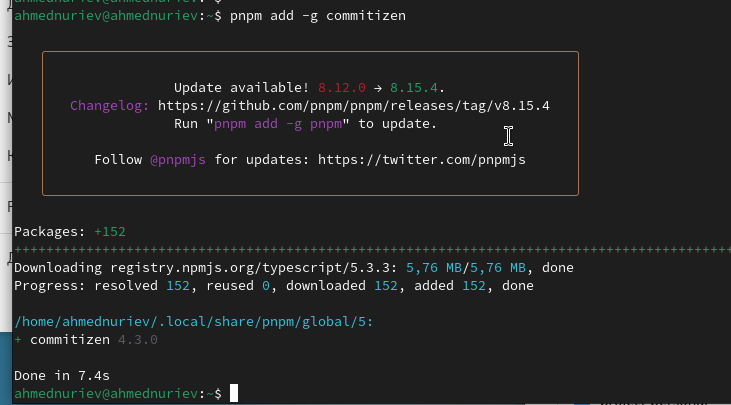 ahmednuriev@ahmednuriev:~$ pnpm add -g commitizen
Update available! 8.12.0 → 8.15.4.
Changelog: https://github.com/pnpm/pnpm/releases/tag/v8.15.4
Run "pnpm add -g pnpm" to update.
Follow @pnpmjs for updates: https://twitter.com/pnpmjs
Packages: +152
++++++++++++++++++++++++++++++++++++++++++++++++++++++++++++++++++++++++++++++++++++++++++
Downloading registry.npmjs.org/typescript/5.3.3: 5,76 MB/5,76 MB, done
Progress: resolved 152, reused 0, downloaded 152, added 152, done
/home/ahmednuriev/.local/share/pnpm/global/5:
+ commitizen 4.3.0
Done in 7.4s
ahmednuriev@ahmednuriev:~$